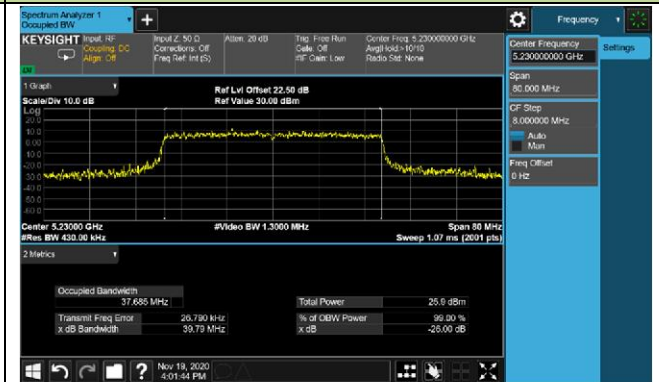 Spectrum Analyzer 1
Occupied BW
+
Frequency
KEYSIGHT
Input: RF
Coupling: DC
Align: Off
Input Z: 50 Ω
Corrections: Off
Freq Ref: Int (S)
Atten: 20 dB
Trig: Free Run
Gate: Off
#IF Gain: Low
Center Freq: 5.230000000 GHz
Avg|Hold:>10/10
Radio Std: None
Center Frequency
5.230000000 GHz
Settings
Span
80.000 MHz
CF Step
8.000000 MHz
Auto
Man
Freq Offset
0 Hz
1 Graph
Scale/Div 10.0 dB
Ref Lvl Offset 22.50 dB
Ref Value 30.00 dBm
Log
20.0
10.0
0.00
-10.0
-20.0
-30.0
-40.0
-50.0
-60.0
Center 5.23000 GHz
#Res BW 430.00 kHz
#Video BW 1.3000 MHz
Span 80 MHz
Sweep 1.07 ms (2001 pts)
2 Metrics
Occupied Bandwidth
37.685 MHz
Transmit Freq Error
26.790 kHz
x dB Bandwidth
39.79 MHz
Total Power
25.9 dBm
% of OBW Power
99.00 %
x dB
-26.00 dB
?
Nov 19, 2020
4:01:44 PM